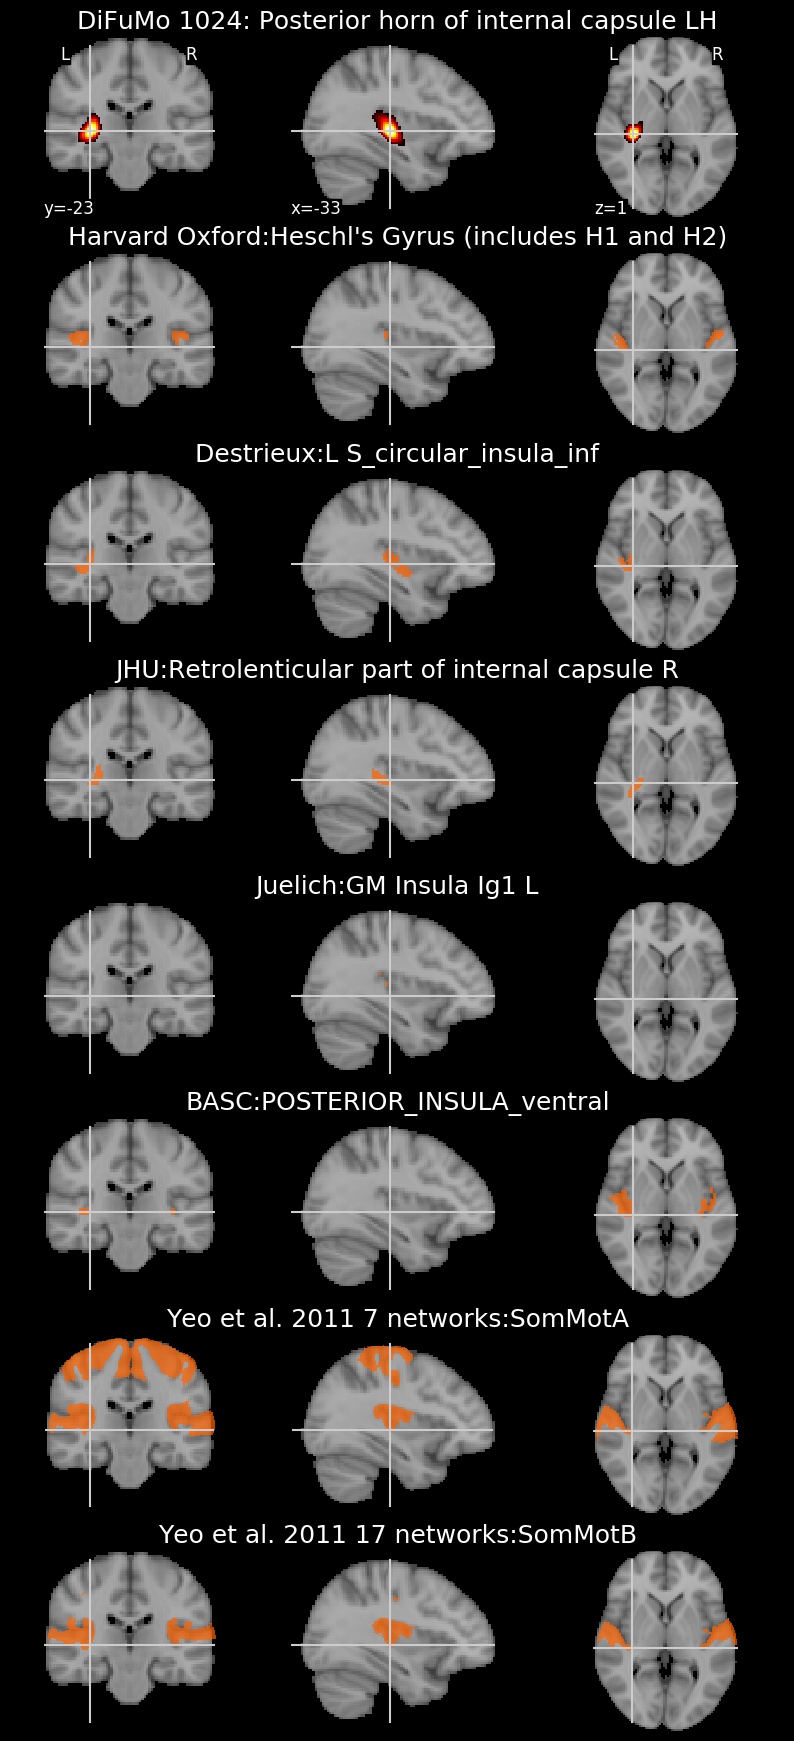 DiFuMo 1024: Posterior horn of internal capsule LH
L R L R
y=-23 x=-33 z=1
Harvard Oxford:Heschl's Gyrus (includes H1 and H2)
Destrieux:L S_circular_insula_inf
JHU:Retrolenticular part of internal capsule R
Juelich:GM Insula Ig1 L
BASC:POSTERIOR_INSULA_ventral
Yeo et al. 2011 7 networks:SomMotA
Yeo et al. 2011 17 networks:SomMotB